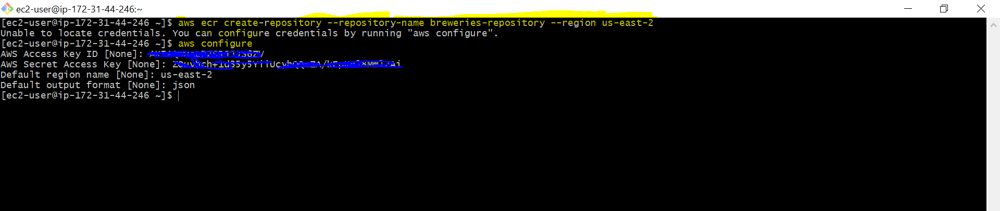 ec2-user@ip-172-31-44-246:~
[ec2-user@ip-172-31-44-246 ~]$ aws ecr create-repository --repository-name breweries-repository --region us-east-2
Unable to locate credentials. You can configure credentials by running "aws configure".
[ec2-user@ip-172-31-44-246 ~]$ aws configure
AWS Access Key ID [None]:
AWS Secret Access Key [None]:
Default region name [None]: us-east-2
Default output format [None]: json
[ec2-user@ip-172-31-44-246 ~]$